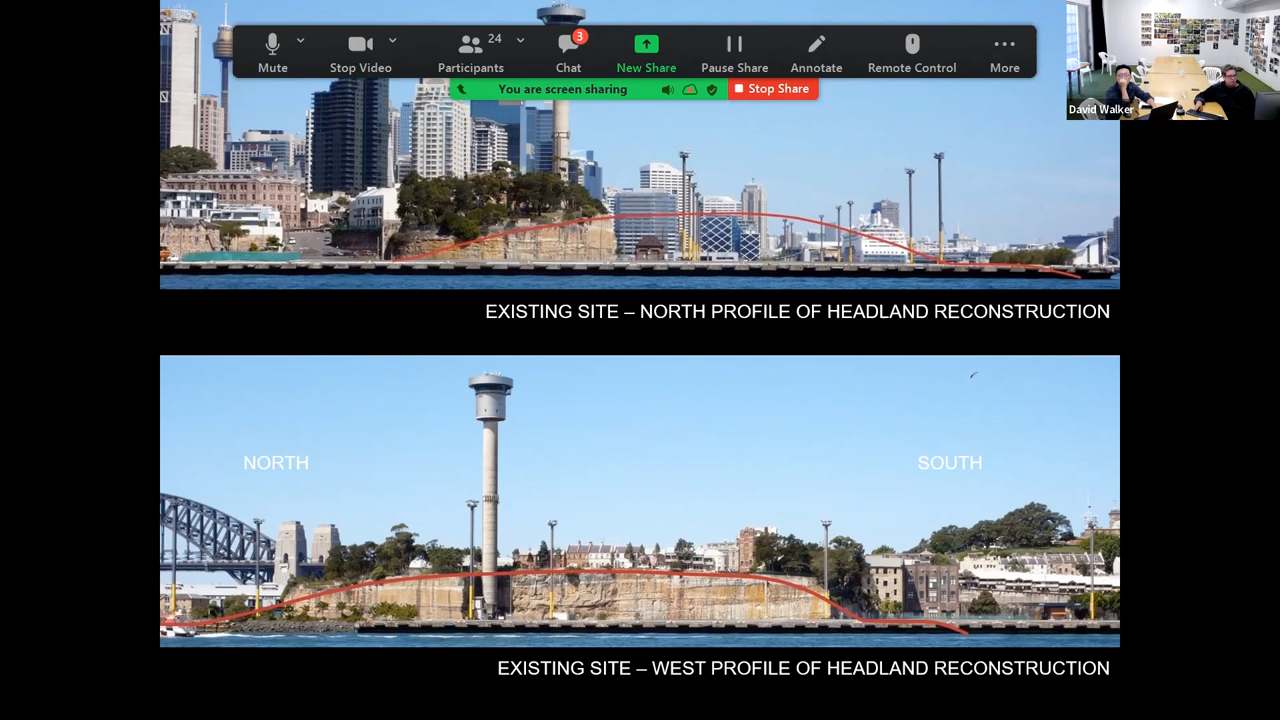 24
3
Mute
Stop Video
Participants
Chat
New Share
Pause Share
Annotate
Remote Control
More
You are screen sharing
Stop Share
David Walker
EXISTING SITE – NORTH PROFILE OF HEADLAND RECONSTRUCTION
NORTH
SOUTH
EXISTING SITE – WEST PROFILE OF HEADLAND RECONSTRUCTION